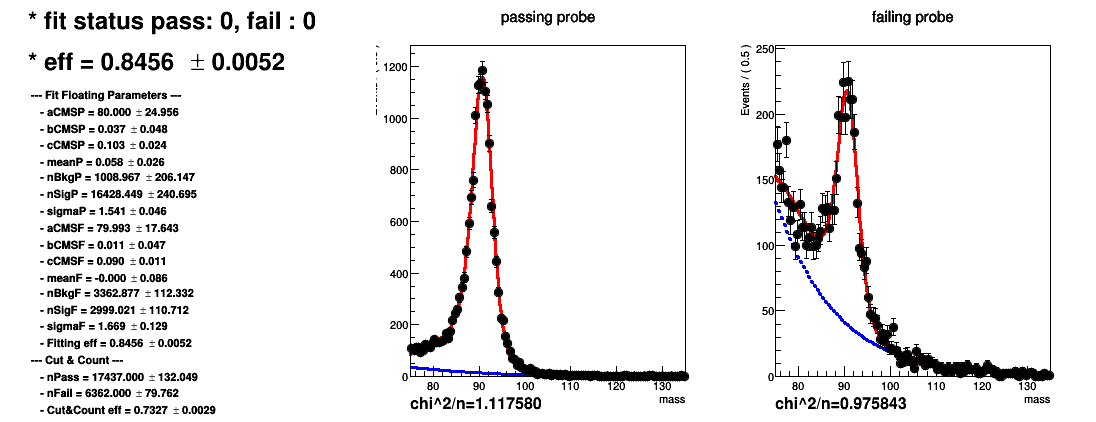 * fit status pass: 0, fail : 0
* eff = 0.8456 ± 0.0052
--- Fit Floating Parameters ---
- aCMSP = 80.000 ± 24.956
- bCMSP = 0.037 ± 0.048
- cCMSP = 0.103 ± 0.024
- meanP = 0.058 ± 0.026
- nBkgP = 1008.967 ± 206.147
- nSigP = 16428.449 ± 240.695
- sigmaP = 1.541 ± 0.046
- aCMSF = 79.993 ± 17.643
- bCMSF = 0.011 ± 0.047
- cCMSF = 0.090 ± 0.011
- meanF = -0.000 ± 0.086
- nBkgF = 3362.877 ± 112.332
- nSigF = 2999.021 ± 110.712
- sigmaF = 1.669 ± 0.129
- Fitting eff = 0.8456 ± 0.0052
--- Cut & Count ---
- nPass = 17437.000 ± 132.049
- nFail = 6362.000 ± 79.762
- Cut&Count eff = 0.7327 ± 0.0029
passing probe
1200
1000
800
600
400
200
0
80 90 100 110 120 130
mass
chi^2/n=1.117580
failing probe
Events / ( 0.5 )
250
200
150
100
50
0
80 90 100 110 120 130
mass
chi^2/n=0.975843